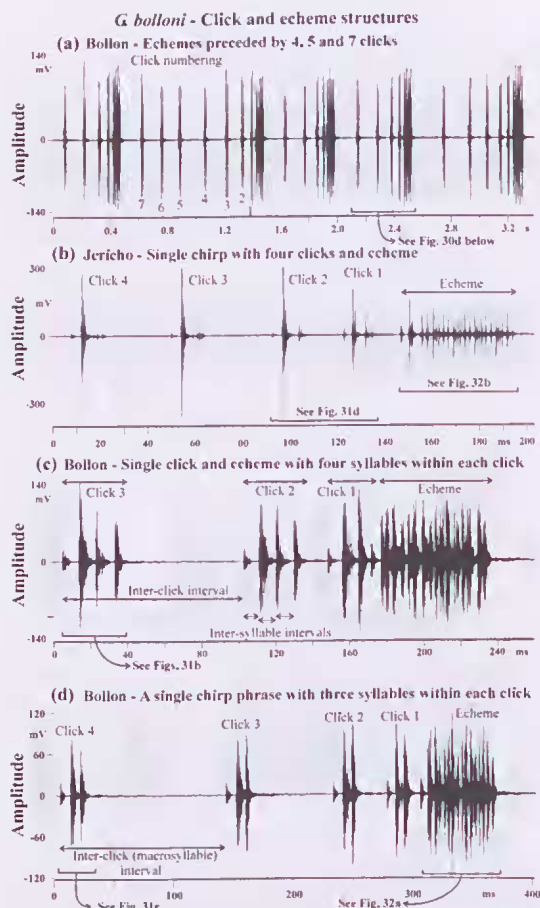 G. bolloni - Click and echeme structures
(a) Bollon - Echemes preceded by 4, 5 and 7 clicks
140
mV
Click numbering
Amplitude
0
-140
7 6 5 4 3 2 1
0 0.4 0.8 1.2 1.6 2.0 2.4 2.8 3.2 s
See Fig. 30d below
(b) Jericho - Single chirp with four clicks and echeme
300
mV
Click 4 Click 3 Click 2 Click 1 Echeme
Amplitude
0
-300
See Fig. 31d
See Fig. 32b
0 20 40 60 80 100 120 140 160 180 ms 200
(c) Bollon - Single click and echeme with four syllables within each click
140
mV
Click 3 Click 2 Click 1 Echeme
Amplitude
0
Inter-click interval
Inter-syllable intervals
-140
0 40 80 120 160 200 240 ms
See Figs. 31b
(d) Bollon - A single chirp phrase with three syllables within each click
120
mV
Click 4 Click 3 Click 2 Click 1 Echeme
60
Amplitude
0
-60
Inter-click (macrosyllable)
interval
-120
0 100 200 300 ms 400
See Fig. 31c
See Fig. 32a